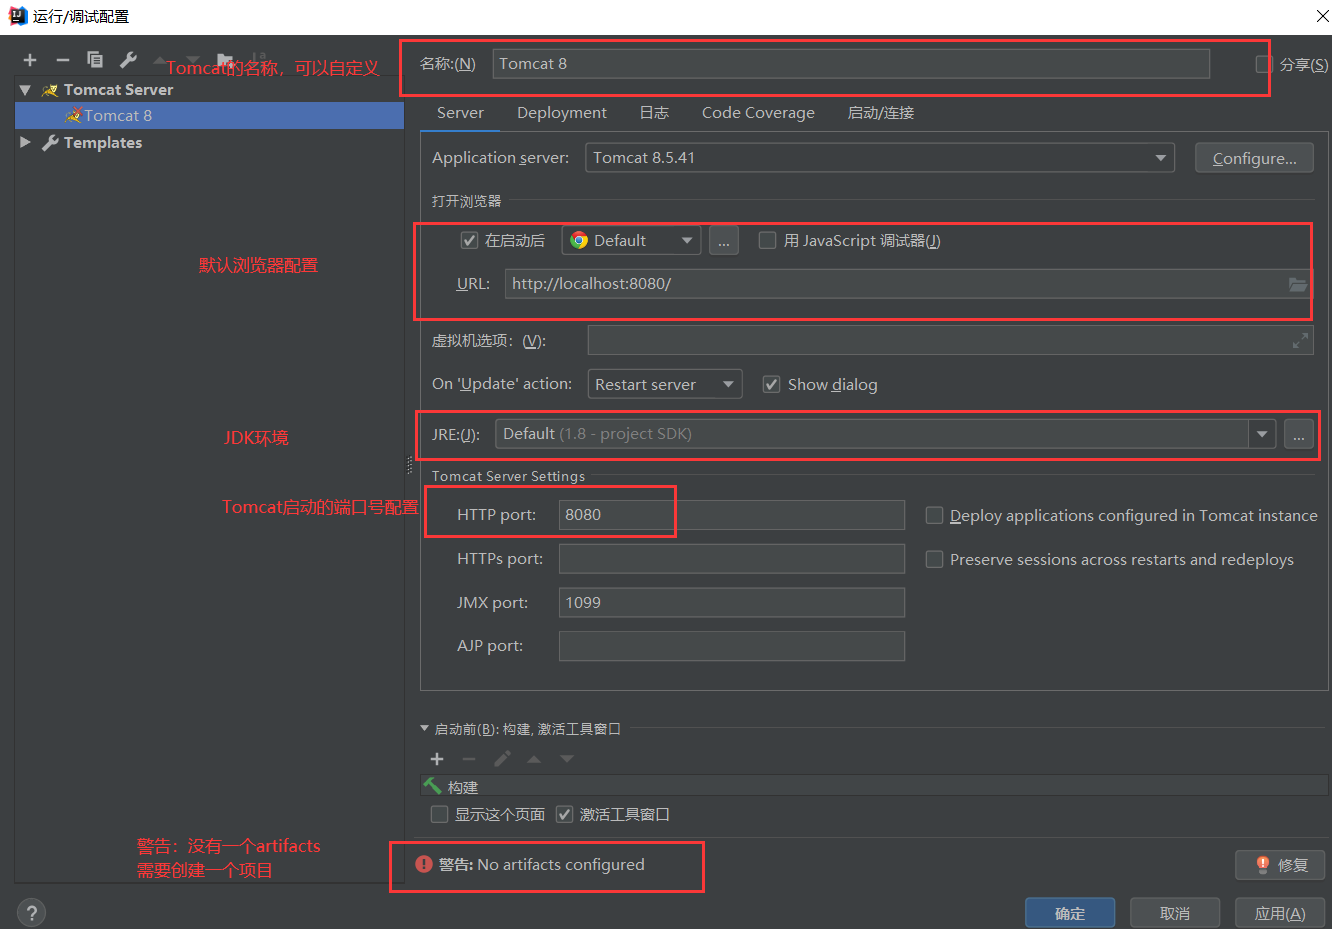 运行/调试配置
Tomcat的名称，可以自定义
名称:(N) Tomcat 8 分享(S)
Tomcat Server
Tomcat 8
Templates
Server Deployment 日志 Code Coverage 启动/连接
Application server: Tomcat 8.5.41 Configure...
打开浏览器
在启动后 Default ... 用 JavaScript 调试器(J)
默认浏览器配置
URL: http://localhost:8080/
虚拟机选项：(V):
On 'Update' action: Restart server Show dialog
JDK环境
JRE:(J): Default (1.8 - project SDK) ...
Tomcat Server Settings
Tomcat启动的端口号配置
HTTP port: 8080 Deploy applications configured in Tomcat instance
HTTPs port: Preserve sessions across restarts and redeploys
JMX port: 1099
AJP port:
启动前(B): 构建, 激活工具窗口
构建
显示这个页面 激活工具窗口
警告：没有一个artifacts
需要创建一个项目
警告: No artifacts configured 修复
? 确定 取消 应用(A)